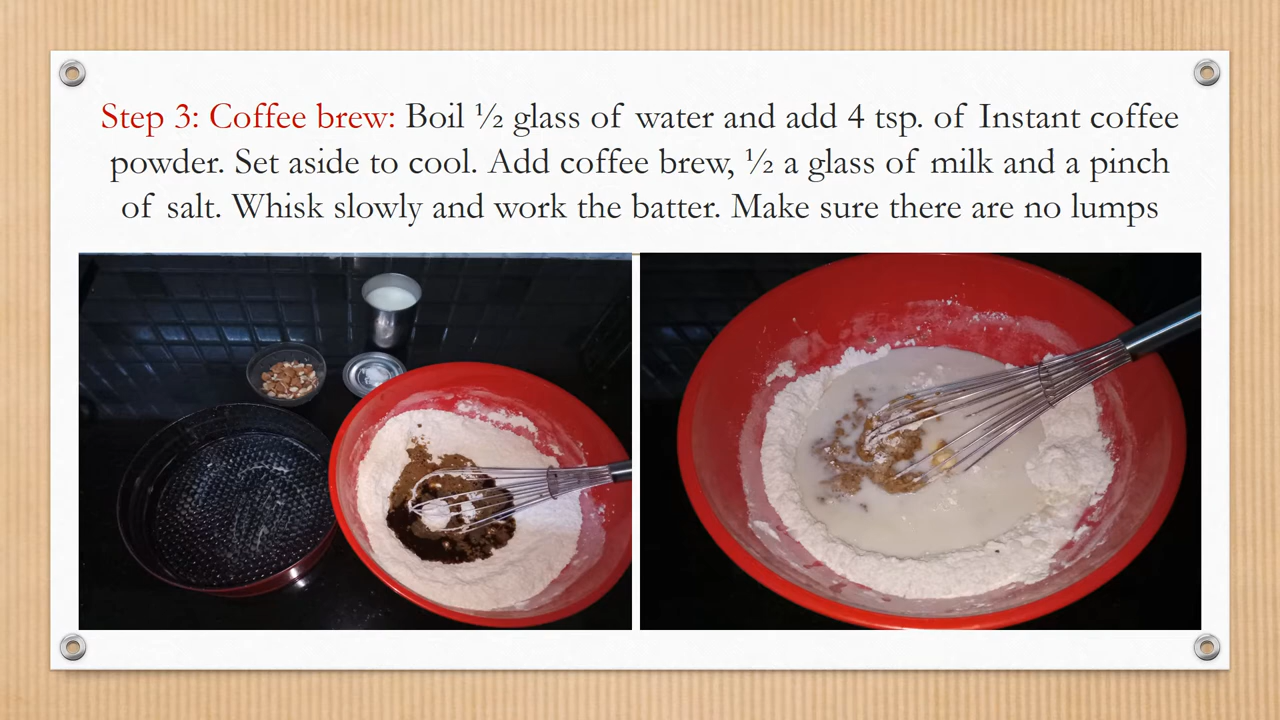 Step 3: Coffee brew: Boil ½ glass of water and add 4 tsp. of Instant coffee
powder. Set aside to cool. Add coffee brew, ½ a glass of milk and a pinch
of salt. Whisk slowly and work the batter. Make sure there are no lumps